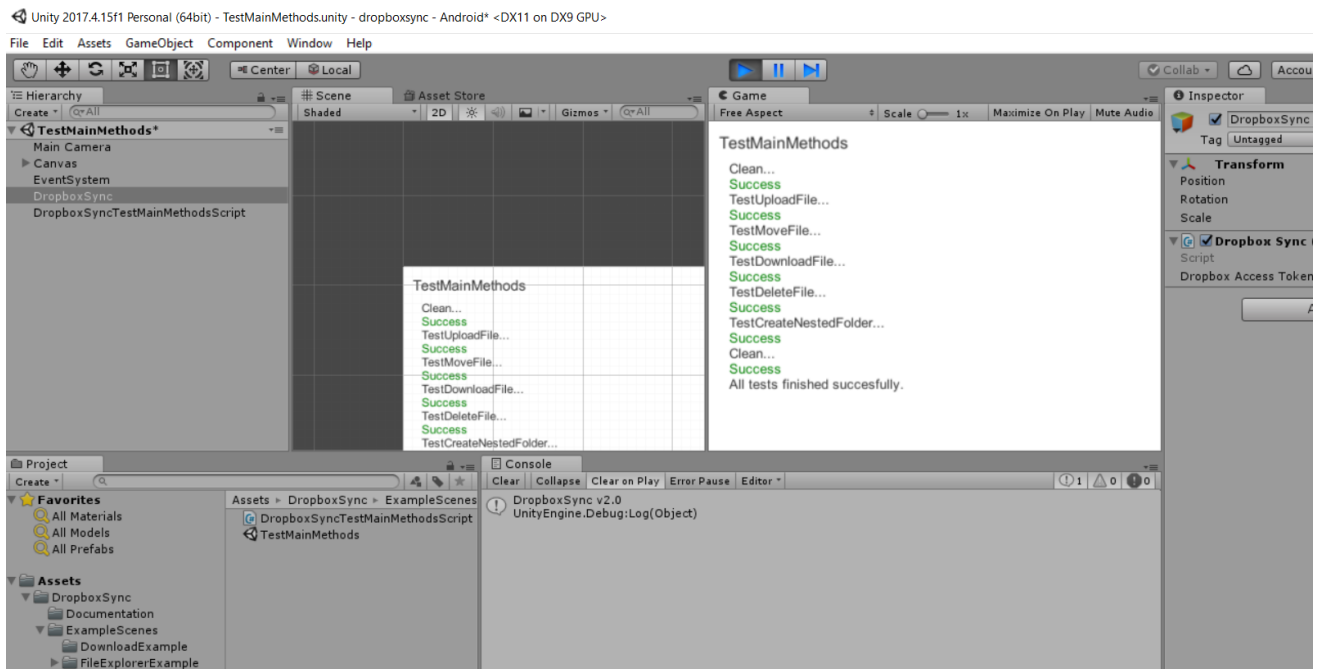 Unity 2017.4.15f1 Personal (64bit) - TestMainMethods.unity - dropboxsync - Android* <DX11 on DX9 GPU>
File Edit Assets GameObject Component Window Help
Center Local Collab Accou
Hierarchy
Create All
TestMainMethods*
Main Camera
Canvas
EventSystem
DropboxSync
DropboxSyncTestMainMethodsScript
Scene Asset Store
Shaded 2D Gizmos All
TestMainMethods
Clean...
Success
TestUploadFile...
Success
TestMoveFile...
Success
TestDownloadFile...
Success
TestDeleteFile...
Success
TestCreateNestedFolder...
Game
Free Aspect Scale 1x Maximize On Play Mute Audio
TestMainMethods
Clean...
Success
TestUploadFile...
Success
TestMoveFile...
Success
TestDownloadFile...
Success
TestDeleteFile...
Success
TestCreateNestedFolder...
Success
Clean...
Success
All tests finished succesfully.
Inspector
DropboxSync
Tag Untagged
Transform
Position
Rotation
Scale
Dropbox Sync (
Script
Dropbox Access Token
A
Project
Create
Favorites
All Materials
All Models
All Prefabs
Assets
DropboxSync
Documentation
ExampleScenes
DownloadExample
FileExplorerExample
Assets DropboxSync ExampleScenes
DropboxSyncTestMainMethodsScript
TestMainMethods
Console
Clear Collapse Clear on Play Error Pause Editor 1 0 0
DropboxSync v2.0
UnityEngine.Debug:Log(Object)